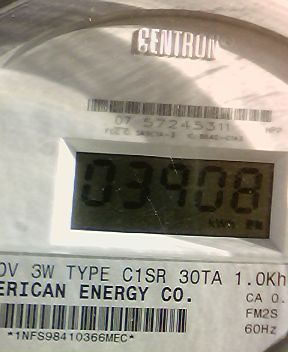 CENTRON®
07 57245311
03908
kWh
0V 3W TYPE C1SR 30TA 1.0Kh
ERICAN ENERGY CO. CA 0.
FM2S
60Hz
*1NFS98410366MEC*